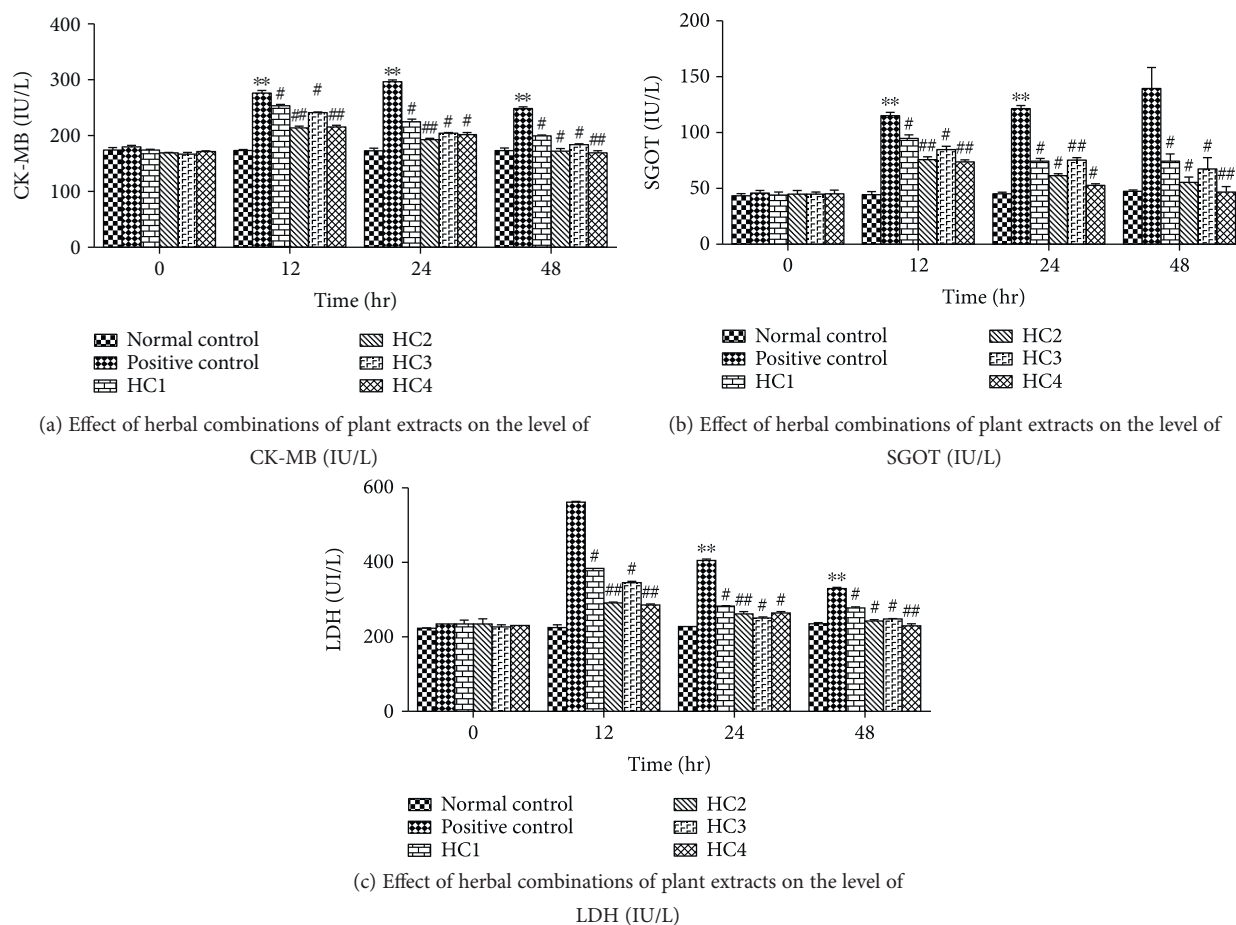 CK-MB (IU/L)
400
300
200
100
0
** # ## # ##
** # ## # #
** # # # ##
0 12 24 48
Time (hr)
Normal control
Positive control
HC1
HC2
HC3
HC4
(a) Effect of herbal combinations of plant extracts on the level of
CK-MB (IU/L)
SGOT (IU/L)
200
150
100
50
0
** # ## # ##
** # # ## #
# # # ##
0 12 24 48
Time (hr)
Normal control
Positive control
HC1
HC2
HC3
HC4
(b) Effect of herbal combinations of plant extracts on the level of
SGOT (IU/L)
LDH (UI/L)
600
400
200
0
# ## # ##
** # ## # #
** # # # ##
0 12 24 48
Time (hr)
Normal control
Positive control
HC1
HC2
HC3
HC4
(c) Effect of herbal combinations of plant extracts on the level of
LDH (IU/L)